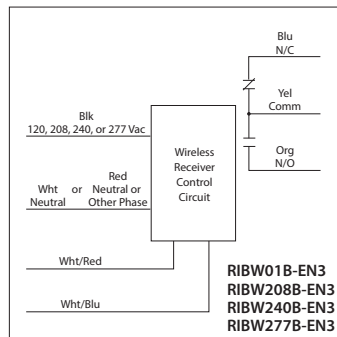 Blu
N/C
Yel
Comm
Org
N/O
Blk
120, 208, 240, or 277 Vac
Wireless
Receiver
Control
Circuit
Wht or Red
Neutral Neutral or
Other Phase
Wht/Red
Wht/Blu
RIBW01B-EN3
RIBW208B-EN3
RIBW240B-EN3
RIBW277B-EN3